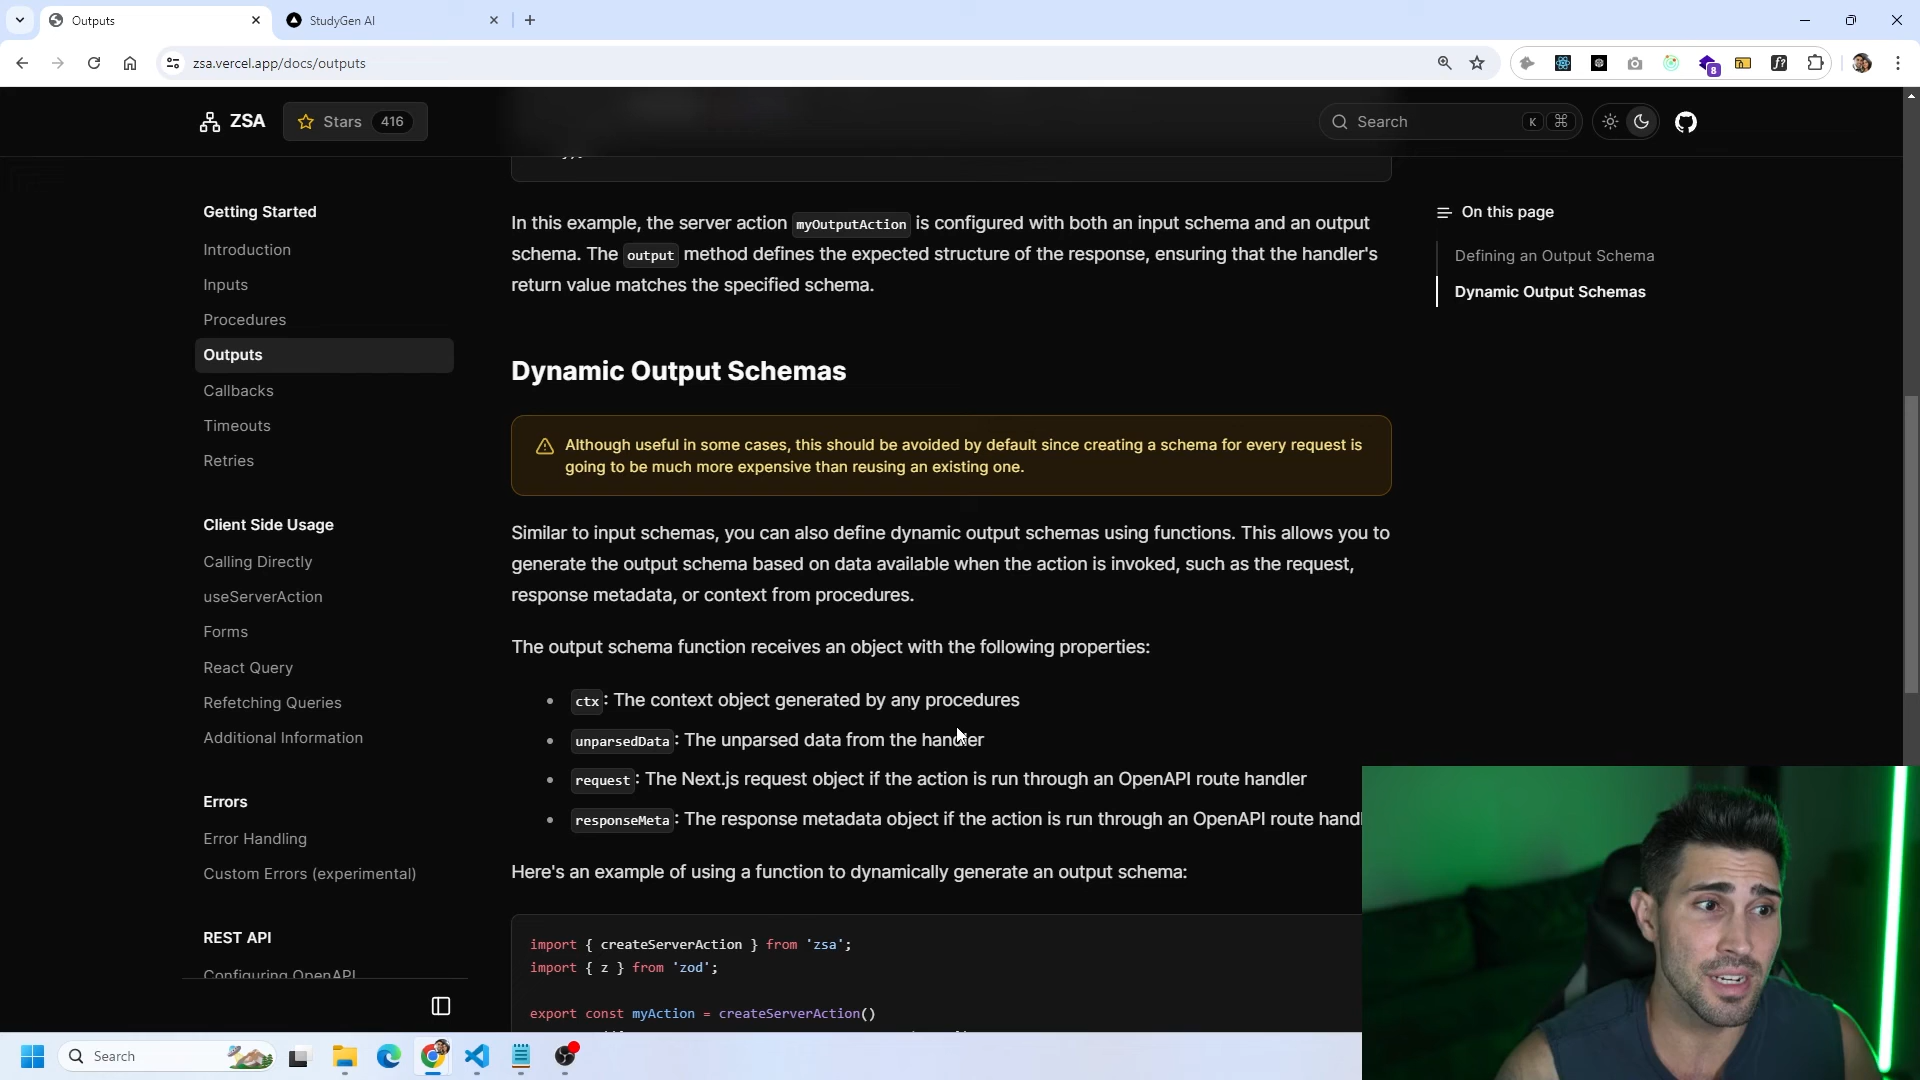 Outputs
StudyGen AI
zsa.vercel.app/docs/outputs
8
f?
ZSA
Stars 416
Search
K ⌘
Getting Started
Introduction
Inputs
Procedures
Outputs
Callbacks
Timeouts
Retries
Client Side Usage
Calling Directly
useServerAction
Forms
React Query
Refetching Queries
Additional Information
Errors
Error Handling
Custom Errors (experimental)
REST API
Configuring OpenAPI
In this example, the server action myOutputAction is configured with both an input schema and an output
schema. The output method defines the expected structure of the response, ensuring that the handler's
return value matches the specified schema.
Dynamic Output Schemas
Although useful in some cases, this should be avoided by default since creating a schema for every request is
going to be much more expensive than reusing an existing one.
Similar to input schemas, you can also define dynamic output schemas using functions. This allows you to
generate the output schema based on data available when the action is invoked, such as the request,
response metadata, or context from procedures.
The output schema function receives an object with the following properties:
ctx: The context object generated by any procedures
unparsedData: The unparsed data from the handler
request: The Next.js request object if the action is run through an OpenAPI route handler
responseMeta: The response metadata object if the action is run through an OpenAPI route handl
Here's an example of using a function to dynamically generate an output schema:
import { createServerAction } from 'zsa';
import { z } from 'zod';
export const myAction = createServerAction()
On this page
Defining an Output Schema
Dynamic Output Schemas
Search